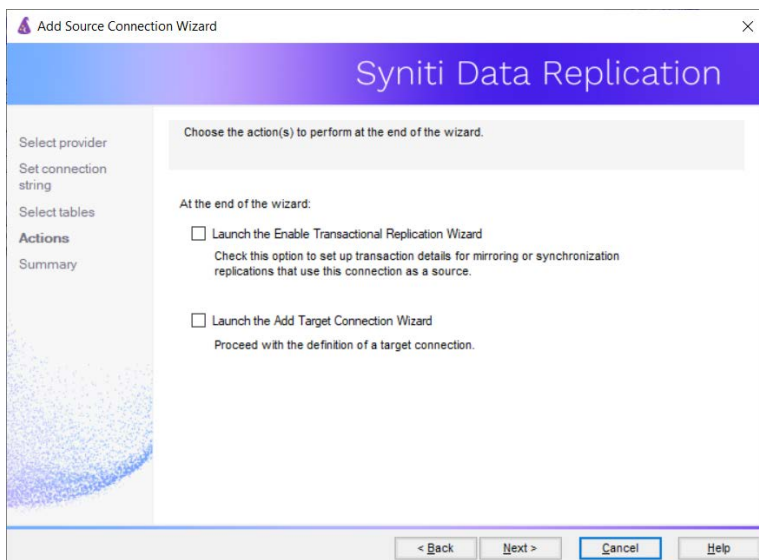 Add Source Connection Wizard
Syniti Data Replication
Select provider
Set connection
string
Select tables
Actions
Summary
Choose the action(s) to perform at the end of the wizard.
At the end of the wizard:
Launch the Enable Transactional Replication Wizard
Check this option to set up transaction details for mirroring or synchronization
replications that use this connection as a source.
Launch the Add Target Connection Wizard
Proceed with the definition of a target connection.
< Back
Next >
Cancel
Help